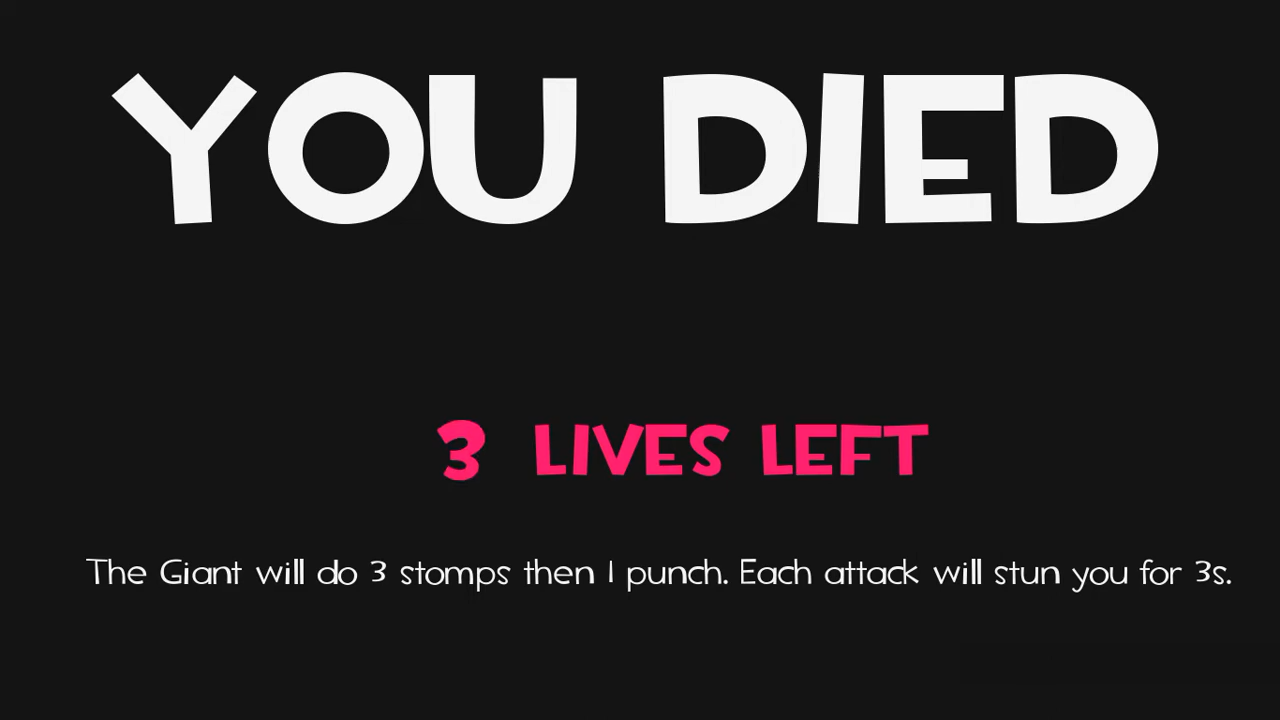 YOU DIED
3 LIVES LEFT
The Giant will do 3 stomps then 1 punch. Each attack will stun you for 3s.